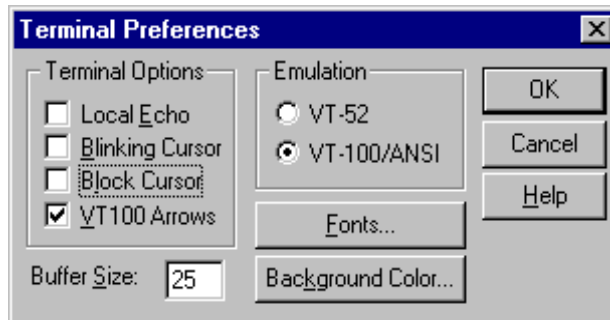 Terminal Preferences
Terminal Options
Local Echo
Blinking Cursor
Block Cursor
VT100 Arrows
Buffer Size: 25
Emulation
VT-52
VT-100/ANSI
Fonts...
Background Color...
OK
Cancel
Help